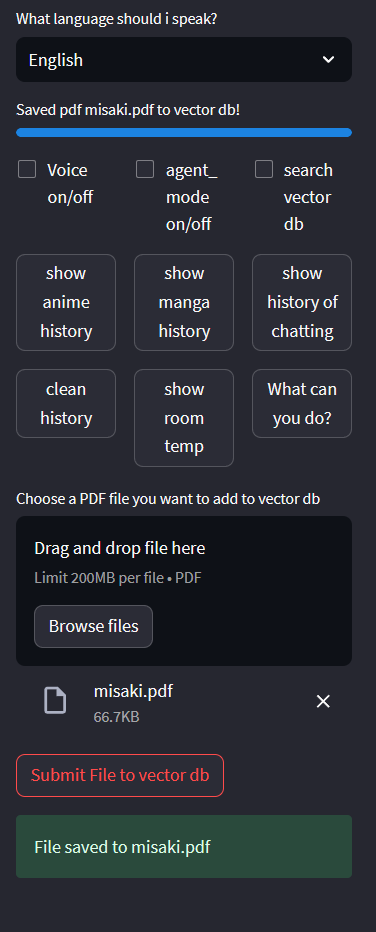 What language should i speak?
English
Saved pdf misaki.pdf to vector db!
Voice
on/off
agent_
mode
on/off
search
vector
db
show
anime
history
show
manga
history
show
history of
chatting
clean
history
show
room
temp
What can
you do?
Choose a PDF file you want to add to vector db
Drag and drop file here
Limit 200MB per file • PDF
Browse files
misaki.pdf
66.7KB
Submit File to vector db
File saved to misaki.pdf